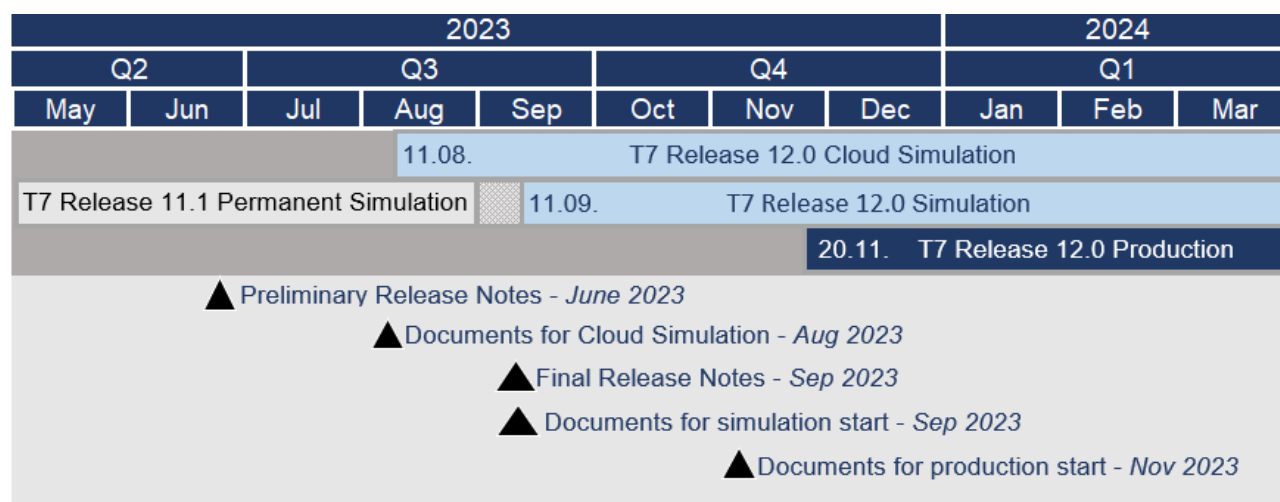 2023 2024
Q2 Q3 Q4 Q1
May Jun Jul Aug Sep Oct Nov Dec Jan Feb Mar
11.08. T7 Release 12.0 Cloud Simulation
T7 Release 11.1 Permanent Simulation 11.09. T7 Release 12.0 Simulation
20.11. T7 Release 12.0 Production
Preliminary Release Notes - June 2023
Documents for Cloud Simulation - Aug 2023
Final Release Notes - Sep 2023
Documents for simulation start - Sep 2023
Documents for production start - Nov 2023